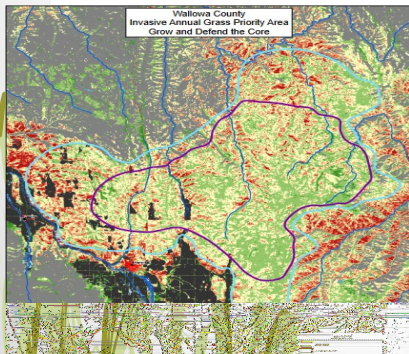 Wallowa County
Invasive Annual Grass Priority Area
Grow and Defend the Core